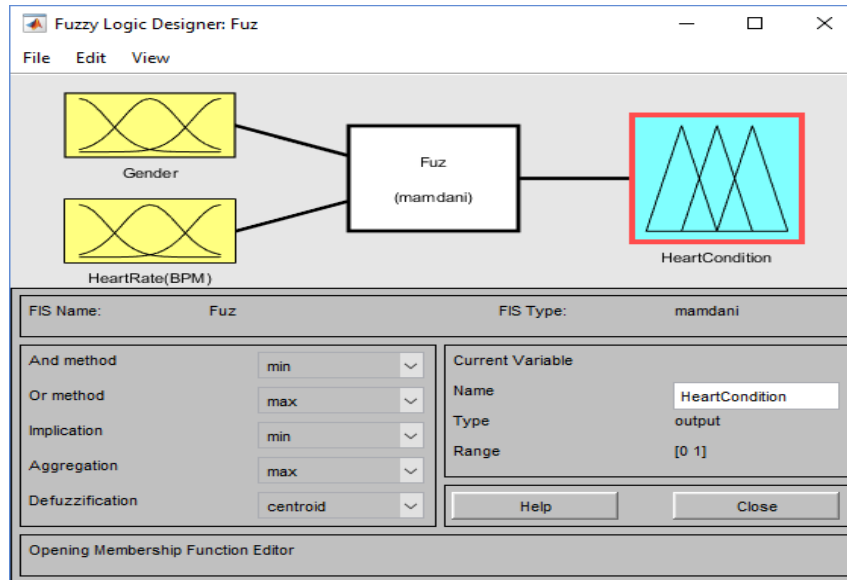 Fuzzy Logic Designer: Fuz
File Edit View
Gender
HeartRate(BPM)
Fuz
(mamdani)
HeartCondition
FIS Name: Fuz FIS Type: mamdani
And method min
Or method max
Implication min
Aggregation max
Defuzzification centroid
Current Variable
Name HeartCondition
Type output
Range [0 1]
Help Close
Opening Membership Function Editor